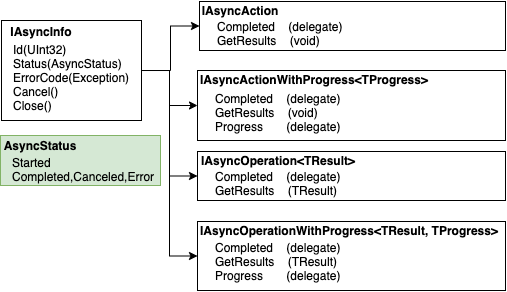 IAsyncInfo
Id(UInt32)
Status(AsyncStatus)
ErrorCode(Exception)
Cancel()
Close()
AsyncStatus
Started
Completed,Canceled,Error
IAsyncAction
Completed (delegate)
GetResults (void)
IAsyncActionWithProgress<TProgress>
Completed (delegate)
GetResults (void)
Progress (delegate)
IAsyncOperation<TResult>
Completed (delegate)
GetResults (TResult)
IAsyncOperationWithProgress<TResult, TProgress>
Completed (delegate)
GetResults (TResult)
Progress (delegate)